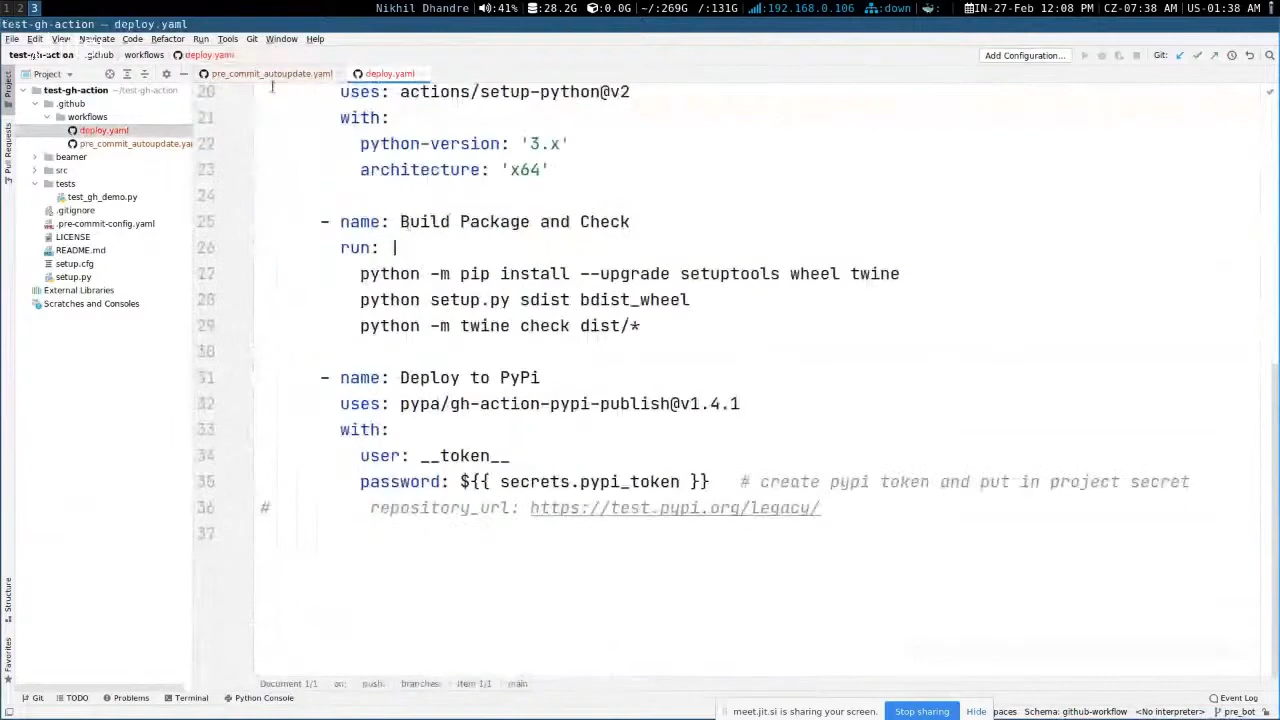 1 2 3 Nikhil Dhandre 41% :28.2G :0.0G ~/:269G /:131G :192.168.0.106 :down IN-27-Feb 12:08 PM CZ-07:38 AM US-01:38 AM
test-gh-action – deploy.yaml
File Edit View Navigate Code Refactor Run Tools Git Window Help
test-gh-action .github workflows deploy.yaml Add Configuration... Git:
Project pre_commit_autoupdate.yaml deploy.yaml
Project
Pull Requests
Structure
Favorites
test-gh-action ~/test-gh-action
.github
workflows
deploy.yaml
pre_commit_autoupdate.ya
beamer
src
tests
test_gh_demo.py
.gitignore
.pre-commit-config.yaml
LICENSE
README.md
setup.cfg
setup.py
External Libraries
Scratches and Consoles
20 uses: actions/setup-python@v2
21 with:
22 python-version: '3.x'
23 architecture: 'x64'
24
25 - name: Build Package and Check
26 run: |
27 python -m pip install --upgrade setuptools wheel twine
28 python setup.py sdist bdist_wheel
29 python -m twine check dist/*
30
31 - name: Deploy to PyPi
32 uses: pypa/gh-action-pypi-publish@v1.4.1
33 with:
34 user: __token__
35 password: ${{ secrets.pypi_token }} # create pypi token and put in project secret
36 # repository_url: https://test.pypi.org/legacy/
37
Document 1/1 on: push: branches: Item 1/1 main
Git TODO Problems Terminal Python Console Event Log
meet.jit.si is sharing your screen. Stop sharing Hide paces Schema: github-workflow <No interpreter> pre_bot